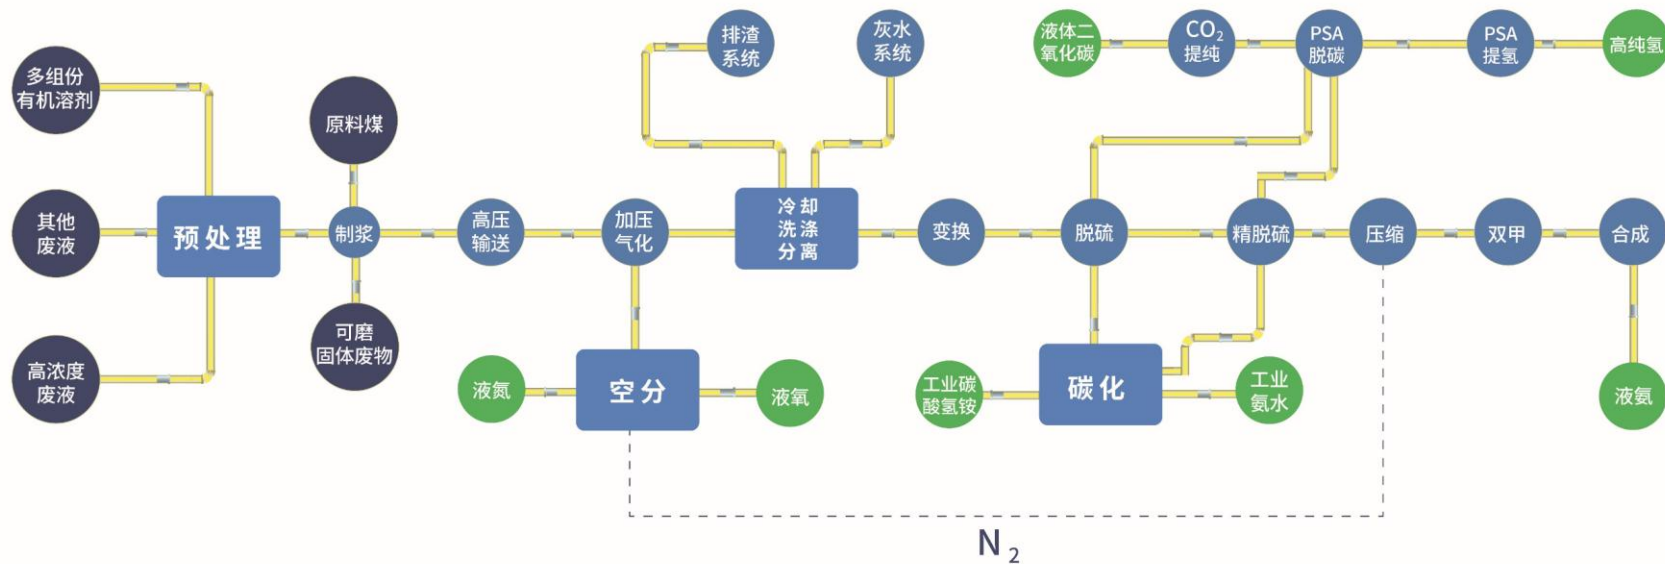 多组份
有机溶剂
其他
废液
高浓度
废液
预处理
原料煤
制浆
可磨
固体废物
高压
输送
加压
气化
液氮
空分
液氧
排渣
系统
灰水
系统
冷却
洗涤
分离
变换
脱硫
工业碳
酸氢铵
碳化
工业
氨水
精脱硫
液体二
氧化碳
CO₂
提纯
PSA
脱碳
PSA
提氢
高纯氢
压缩
双甲
合成
液氨
N₂